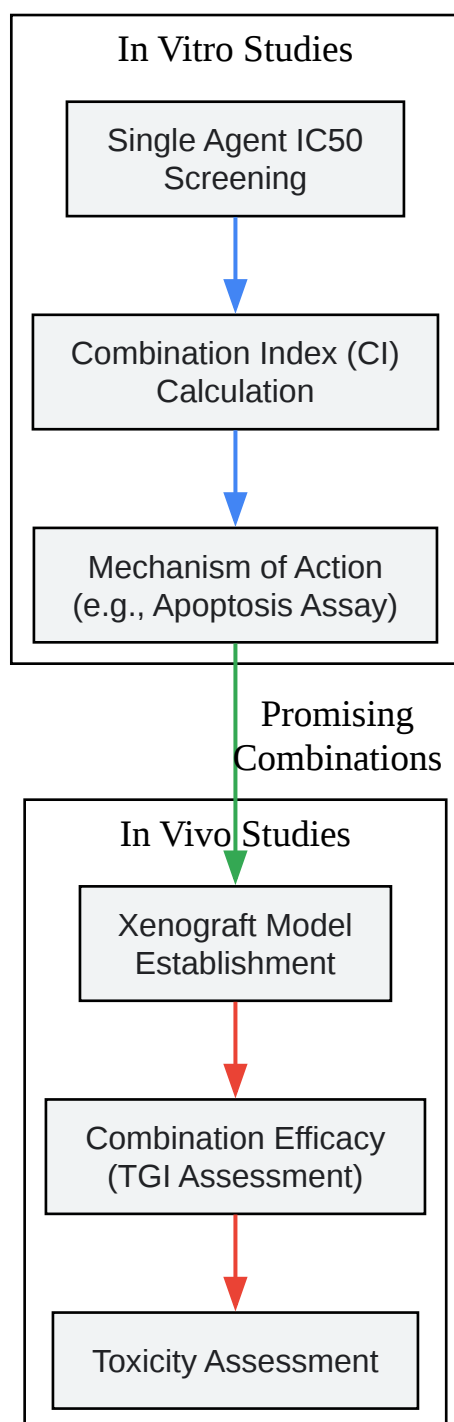 In Vitro Studies
Single Agent IC50
Screening
Combination Index (CI)
Calculation
Mechanism of Action
(e.g., Apoptosis Assay)
Promising
Combinations
In Vivo Studies
Xenograft Model
Establishment
Combination Efficacy
(TGI Assessment)
Toxicity Assessment